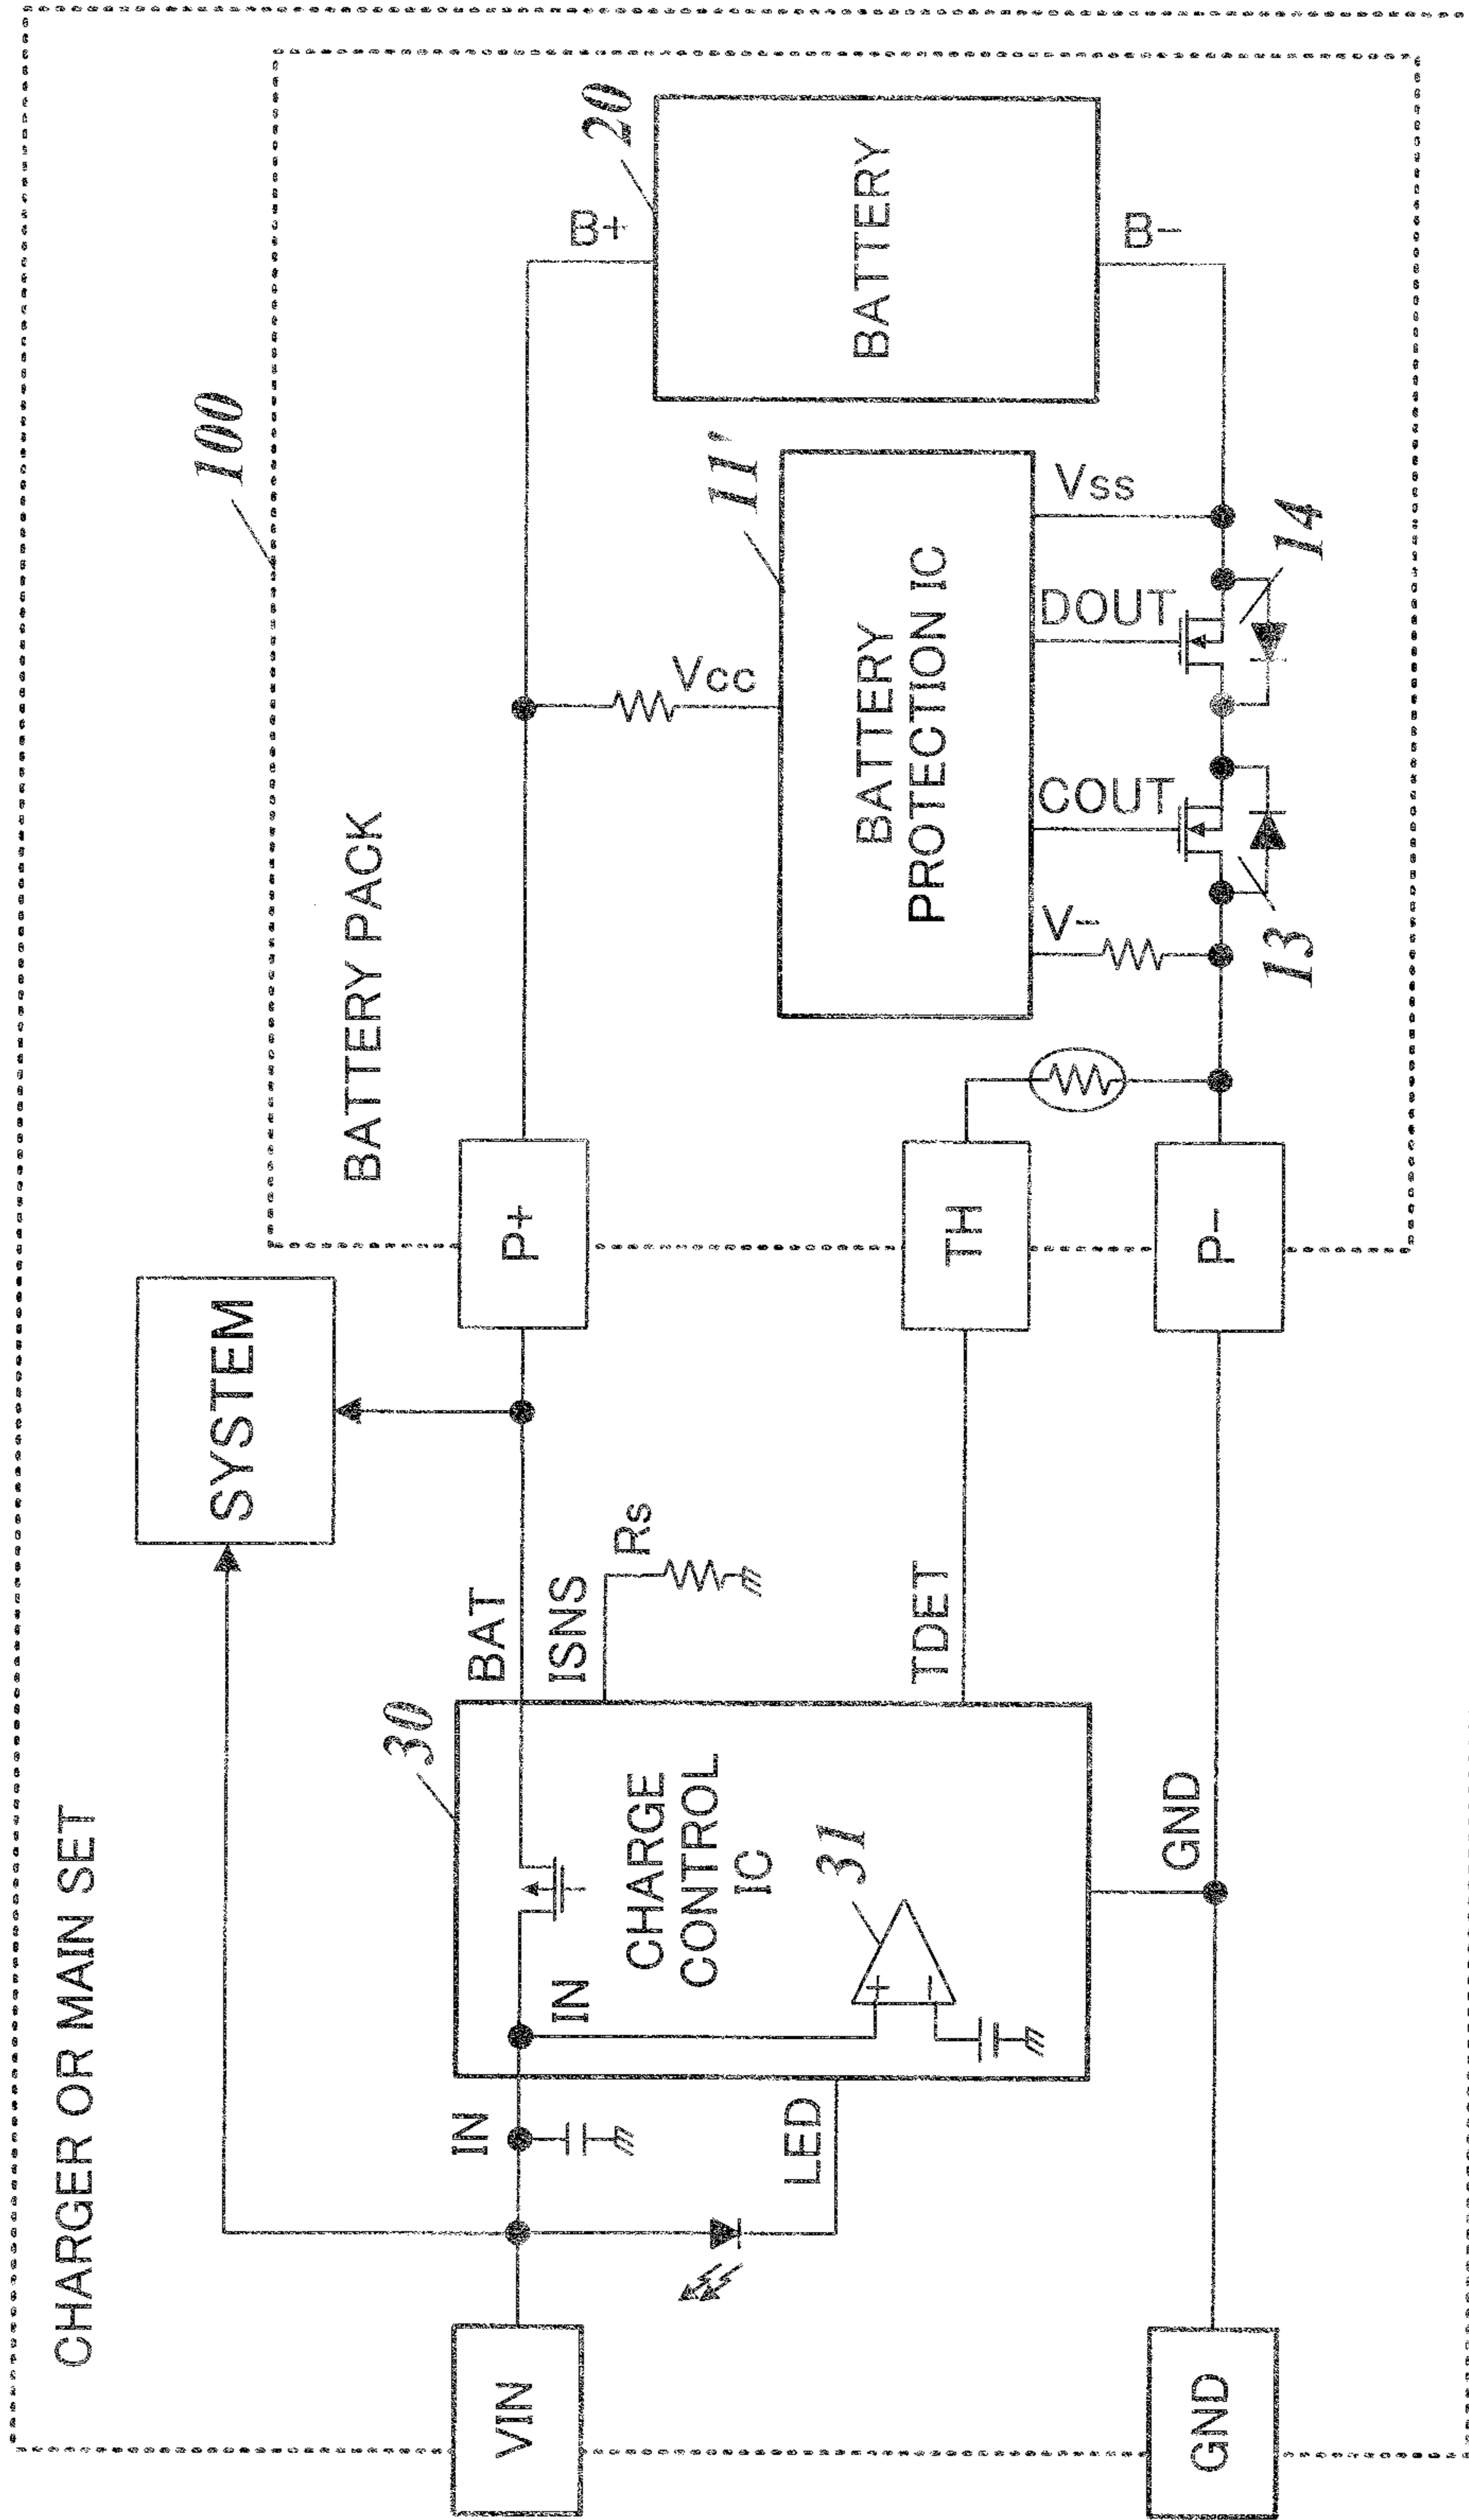 CHARGER OR MAIN SET
SYSTEM
BATTERY PACK
100
VIN
IN
IN
30
BAT
ISNS
Rs
P+
B+
20
BATTERY
B-
LED
CHARGE
CONTROL
IC
31
TDET
TH
Vcc
11'
BATTERY
PROTECTION IC
V-
COUT
DOUT
Vss
13
14
GND
GND
P-
+
-